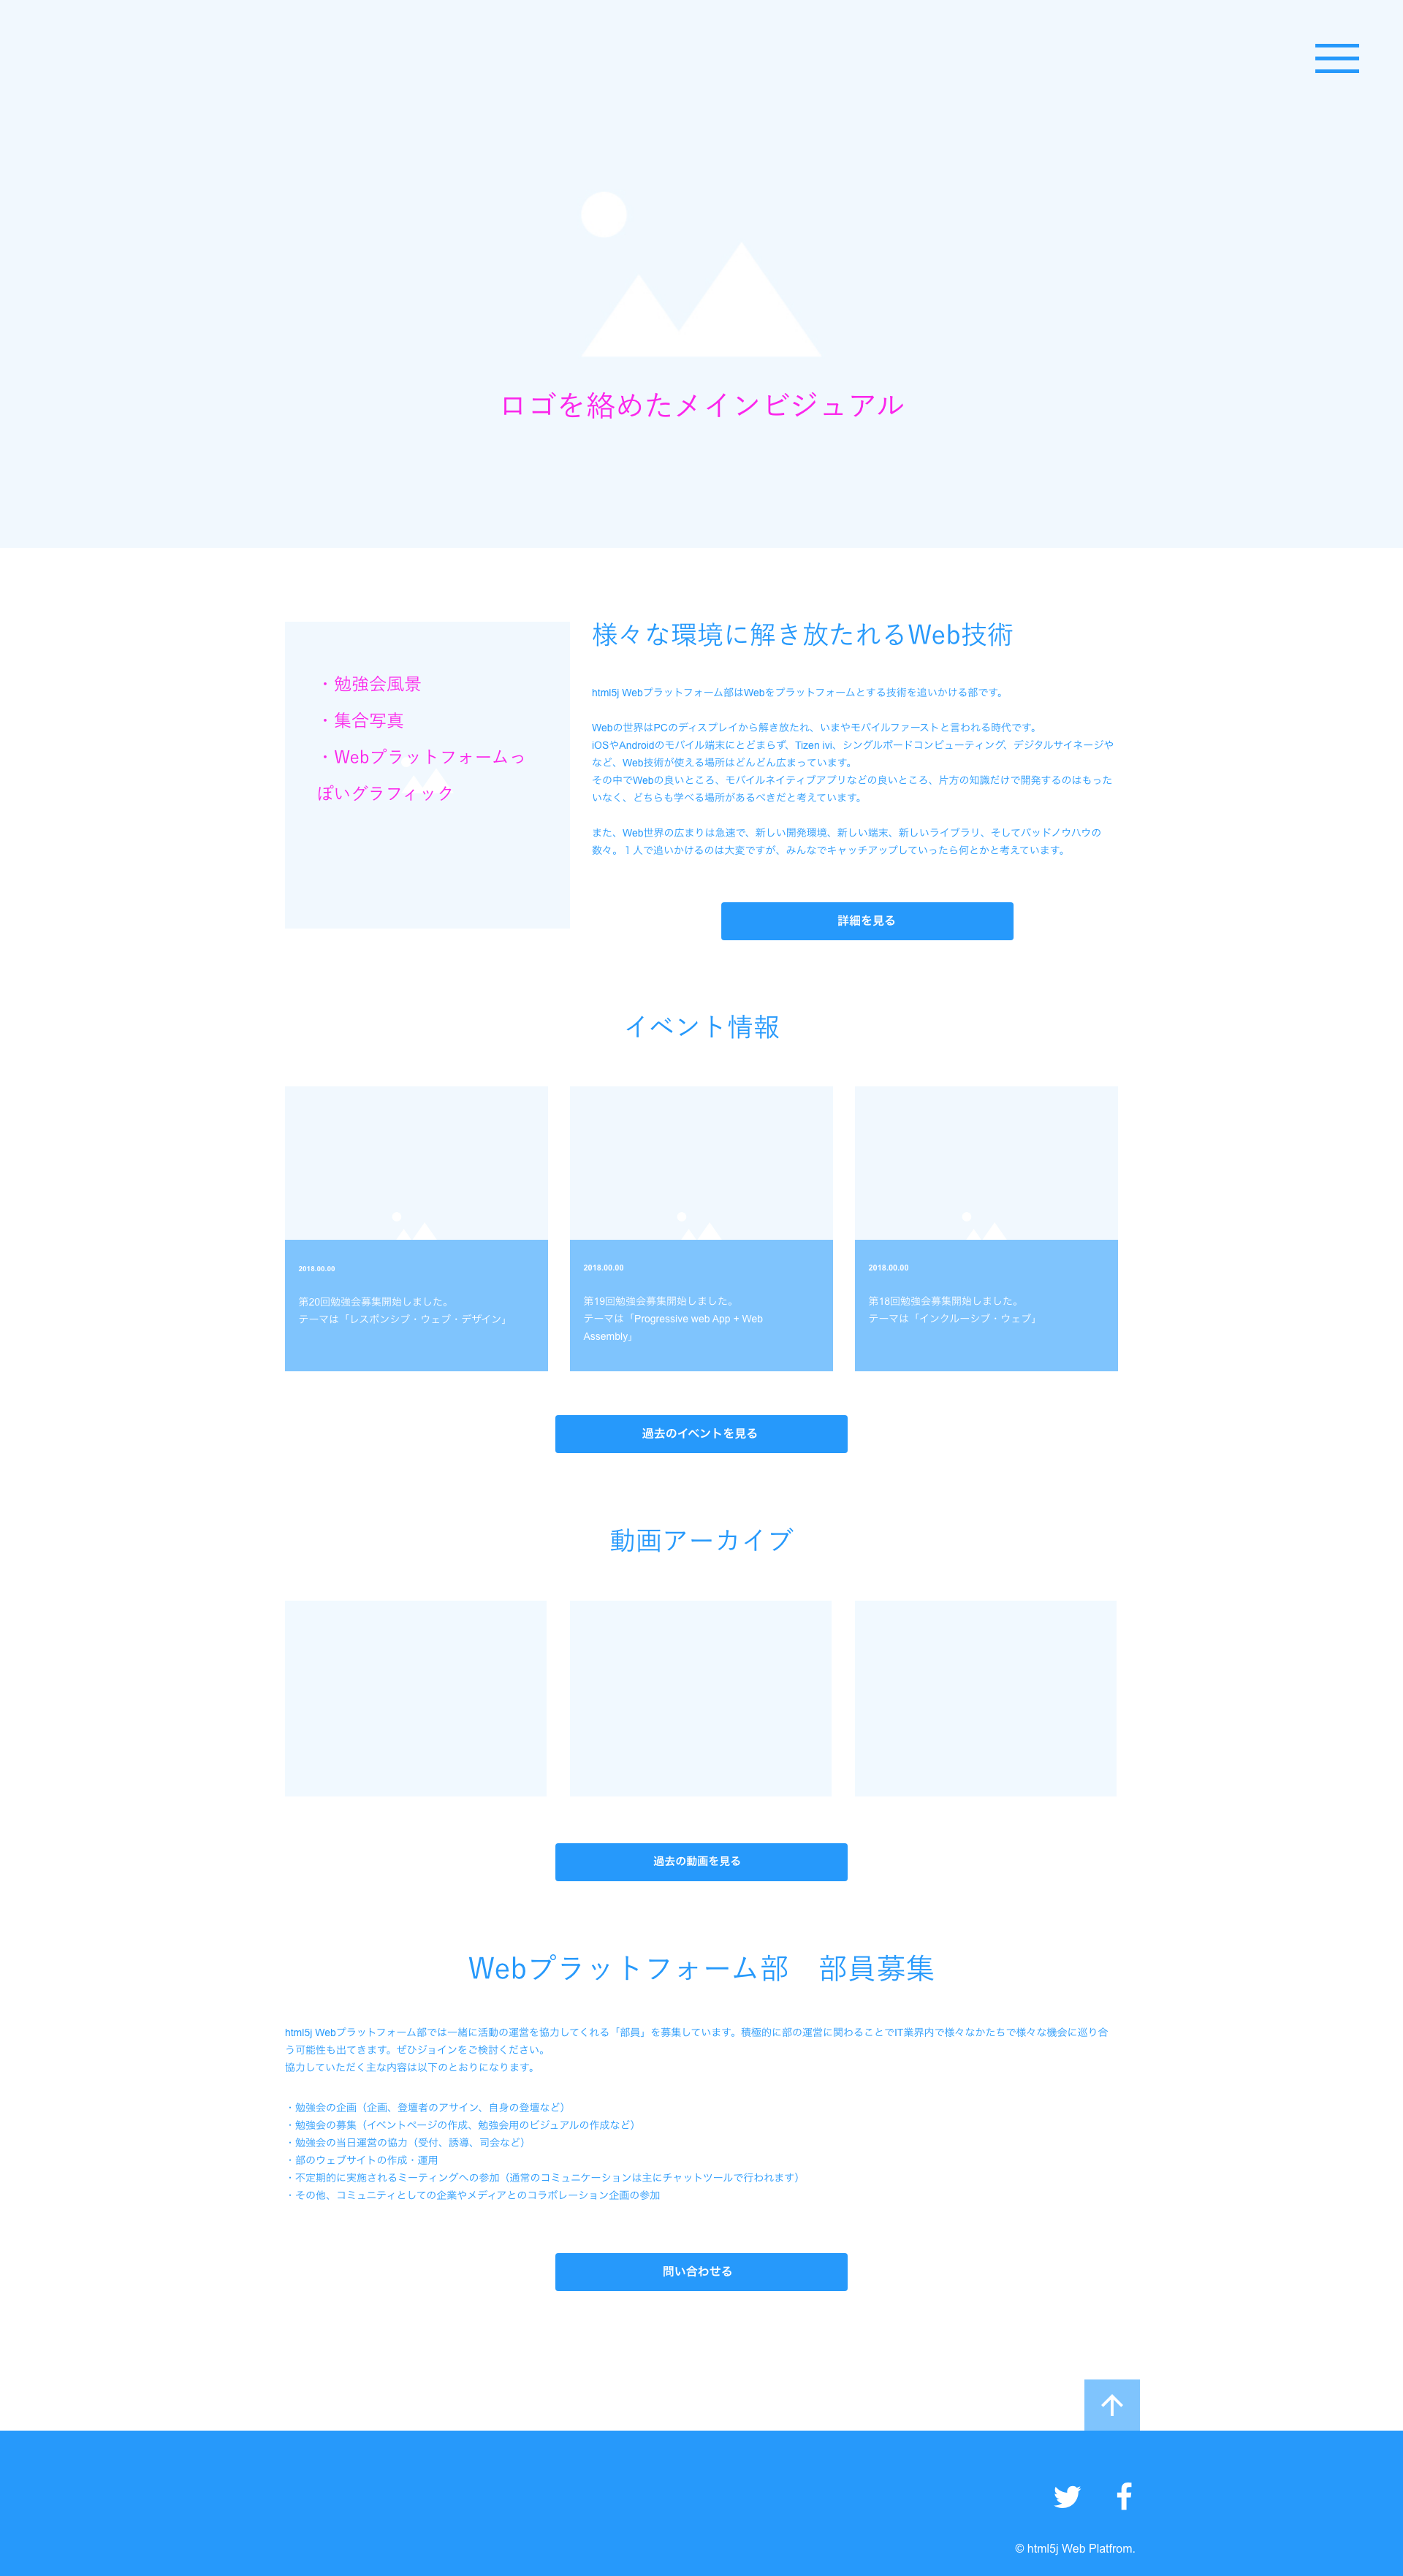 ロゴを絡めたメインビジュアル
・勉強会風景
・集合写真
・Webプラットフォームっ
ぽいグラフィック
様々な環境に解き放たれるWeb技術
html5j Webプラットフォーム部はWebをプラットフォームとする技術を追いかける部です。
Webの世界はPCのディスプレイから解き放たれ、いまやモバイルファーストと言われる時代です。
iOSやAndroidのモバイル端末にとどまらず、Tizen ivi、シングルボードコンピューティング、デジタルサイネージや
など、Web技術が使える場所はどんどん広まっています。
その中でWebの良いところ、モバイルネイティブアプリなどの良いところ、片方の知識だけで開発するのはもった
いなく、どちらも学べる場所があるべきだと考えています。
また、Web世界の広まりは急速で、新しい開発環境、新しい端末、新しいライブラリ、そしてバッドノウハウの
数々。１人で追いかけるのは大変ですが、みんなでキャッチアップしていったら何とかと考えています。
詳細を見る
イベント情報
2018.00.00
第20回勉強会募集開始しました。
テーマは「レスポンシブ・ウェブ・デザイン」
2018.00.00
第19回勉強会募集開始しました。
テーマは「Progressive web App + Web
Assembly」
2018.00.00
第18回勉強会募集開始しました。
テーマは「インクルーシブ・ウェブ」
過去のイベントを見る
動画アーカイブ
過去の動画を見る
Webプラットフォーム部　部員募集
html5j Webプラットフォーム部では一緒に活動の運営を協力してくれる「部員」を募集しています。積極的に部の運営に関わることでIT業界内で様々なかたちで様々な機会に巡り合
う可能性も出てきます。ぜひジョインをご検討ください。
協力していただく主な内容は以下のとおりになります。
・勉強会の企画（企画、登壇者のアサイン、自身の登壇など）
・勉強会の募集（イベントページの作成、勉強会用のビジュアルの作成など）
・勉強会の当日運営の協力（受付、誘導、司会など）
・部のウェブサイトの作成・運用
・不定期的に実施されるミーティングへの参加（通常のコミュニケーションは主にチャットツールで行われます）
・その他、コミュニティとしての企業やメディアとのコラボレーション企画の参加
問い合わせる
© html5j Web Platfrom.